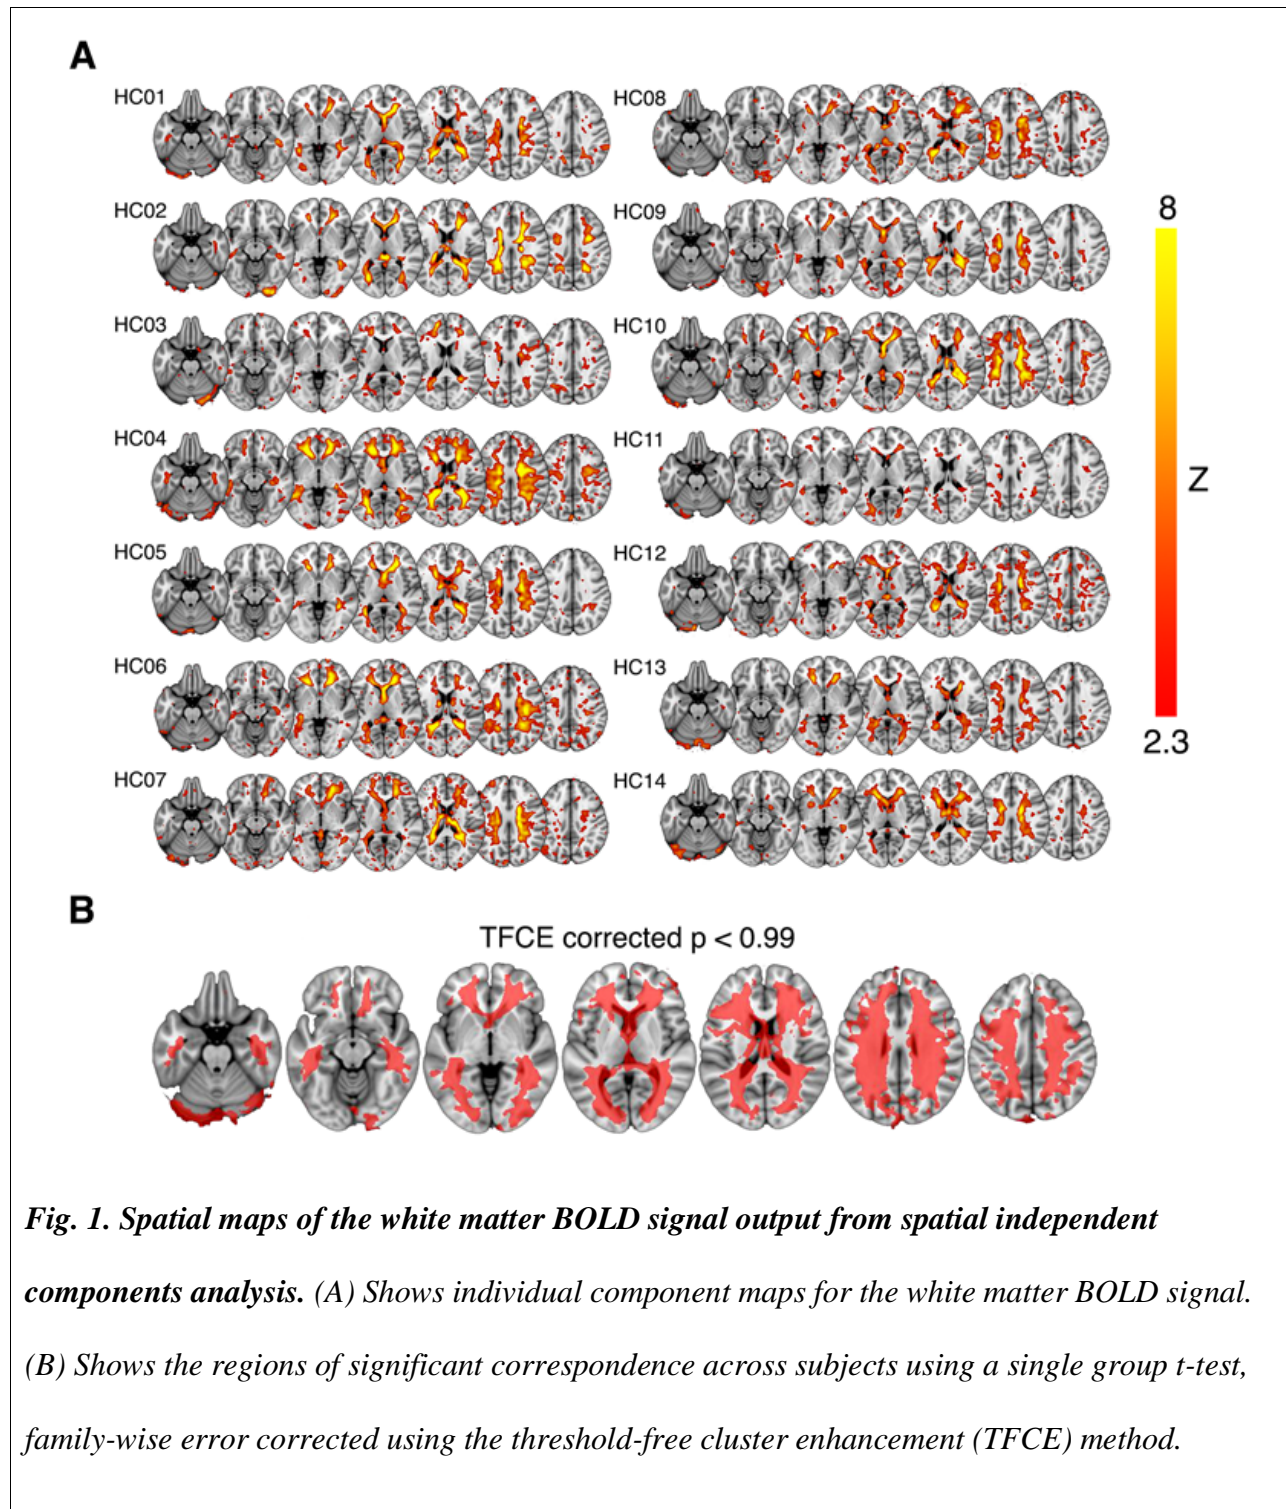 A
HC01
HC08
HC02
HC09
HC03
HC10
HC04
HC11
HC05
HC12
HC06
HC13
HC07
HC14
8
Z
2.3
B
TFCE corrected p < 0.99
Fig. 1. Spatial maps of the white matter BOLD signal output from spatial independent
components analysis. (A) Shows individual component maps for the white matter BOLD signal.
(B) Shows the regions of significant correspondence across subjects using a single group t-test,
family-wise error corrected using the threshold-free cluster enhancement (TFCE) method.